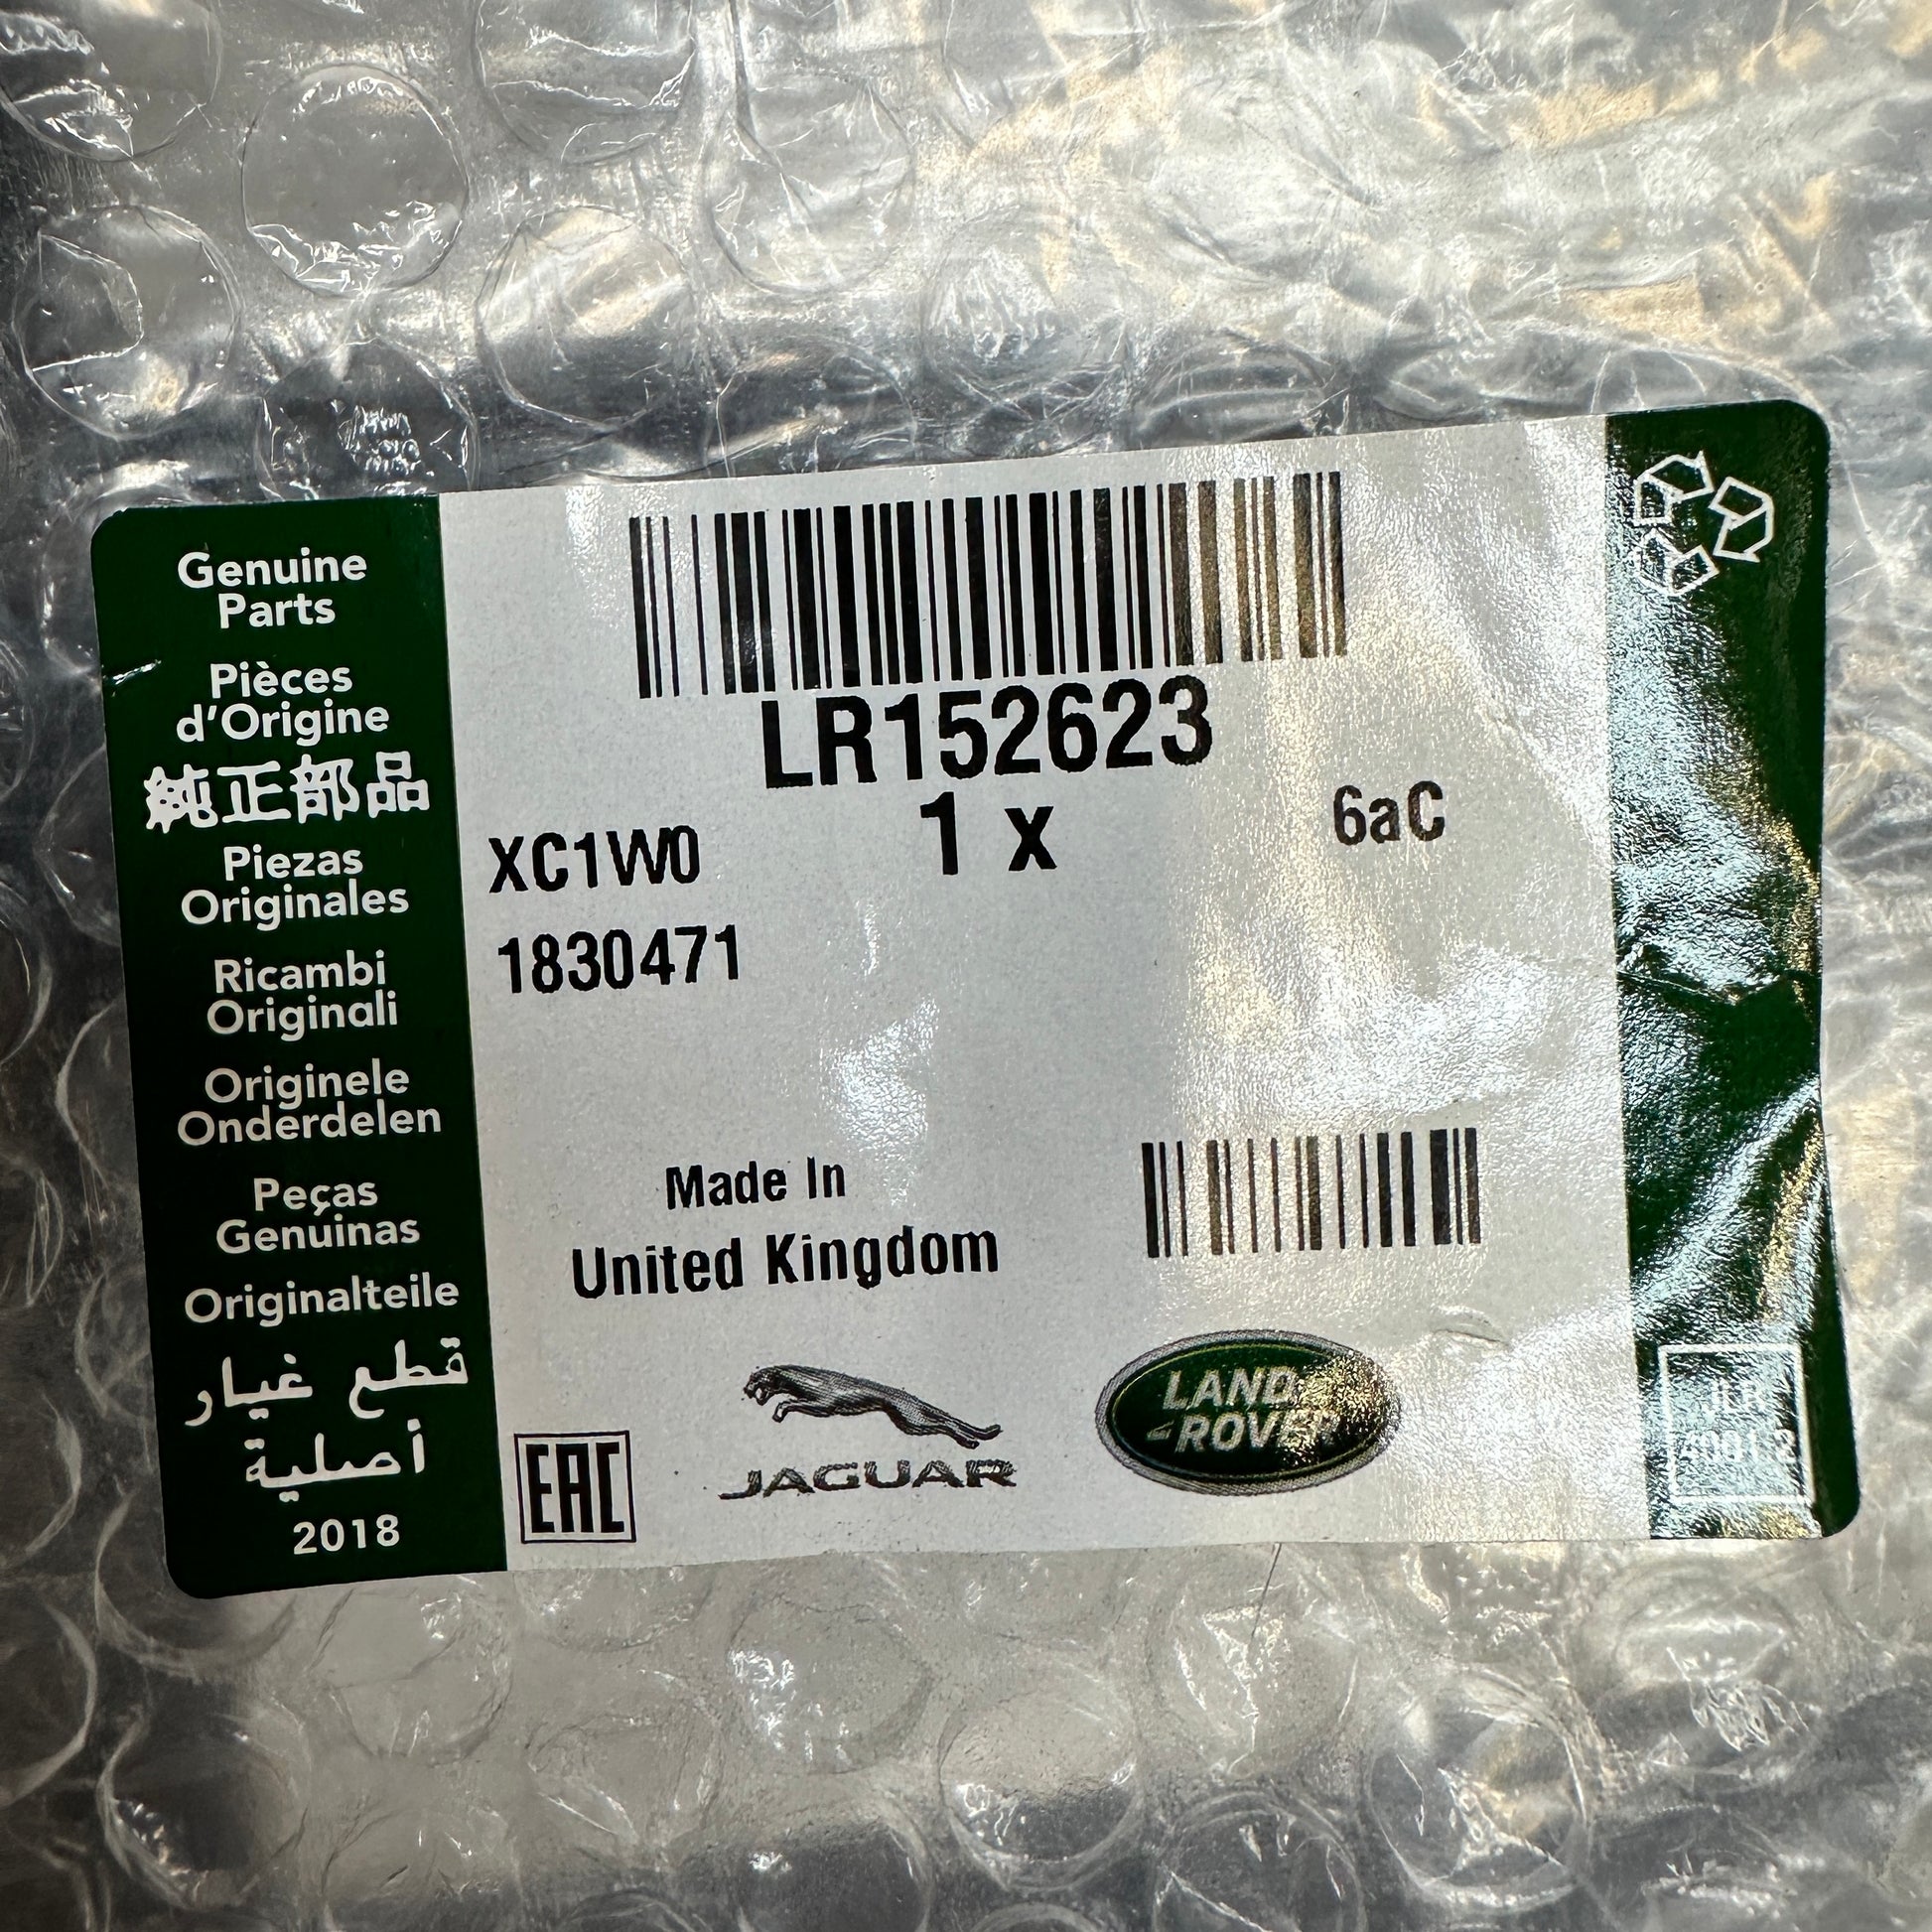 Genuine
Parts
Pièces
d'Origine
純正部品
Piezas
Originales
Ricambi
Originali
Originele
Onderdelen
Peças
Genuinas
Originalteile
قطع غيار
أصلية
2018
LR152623
1 x
6aC
XC1W0
1830471
Made In
United Kingdom
EAC
JAGUAR
LAND
ROVER